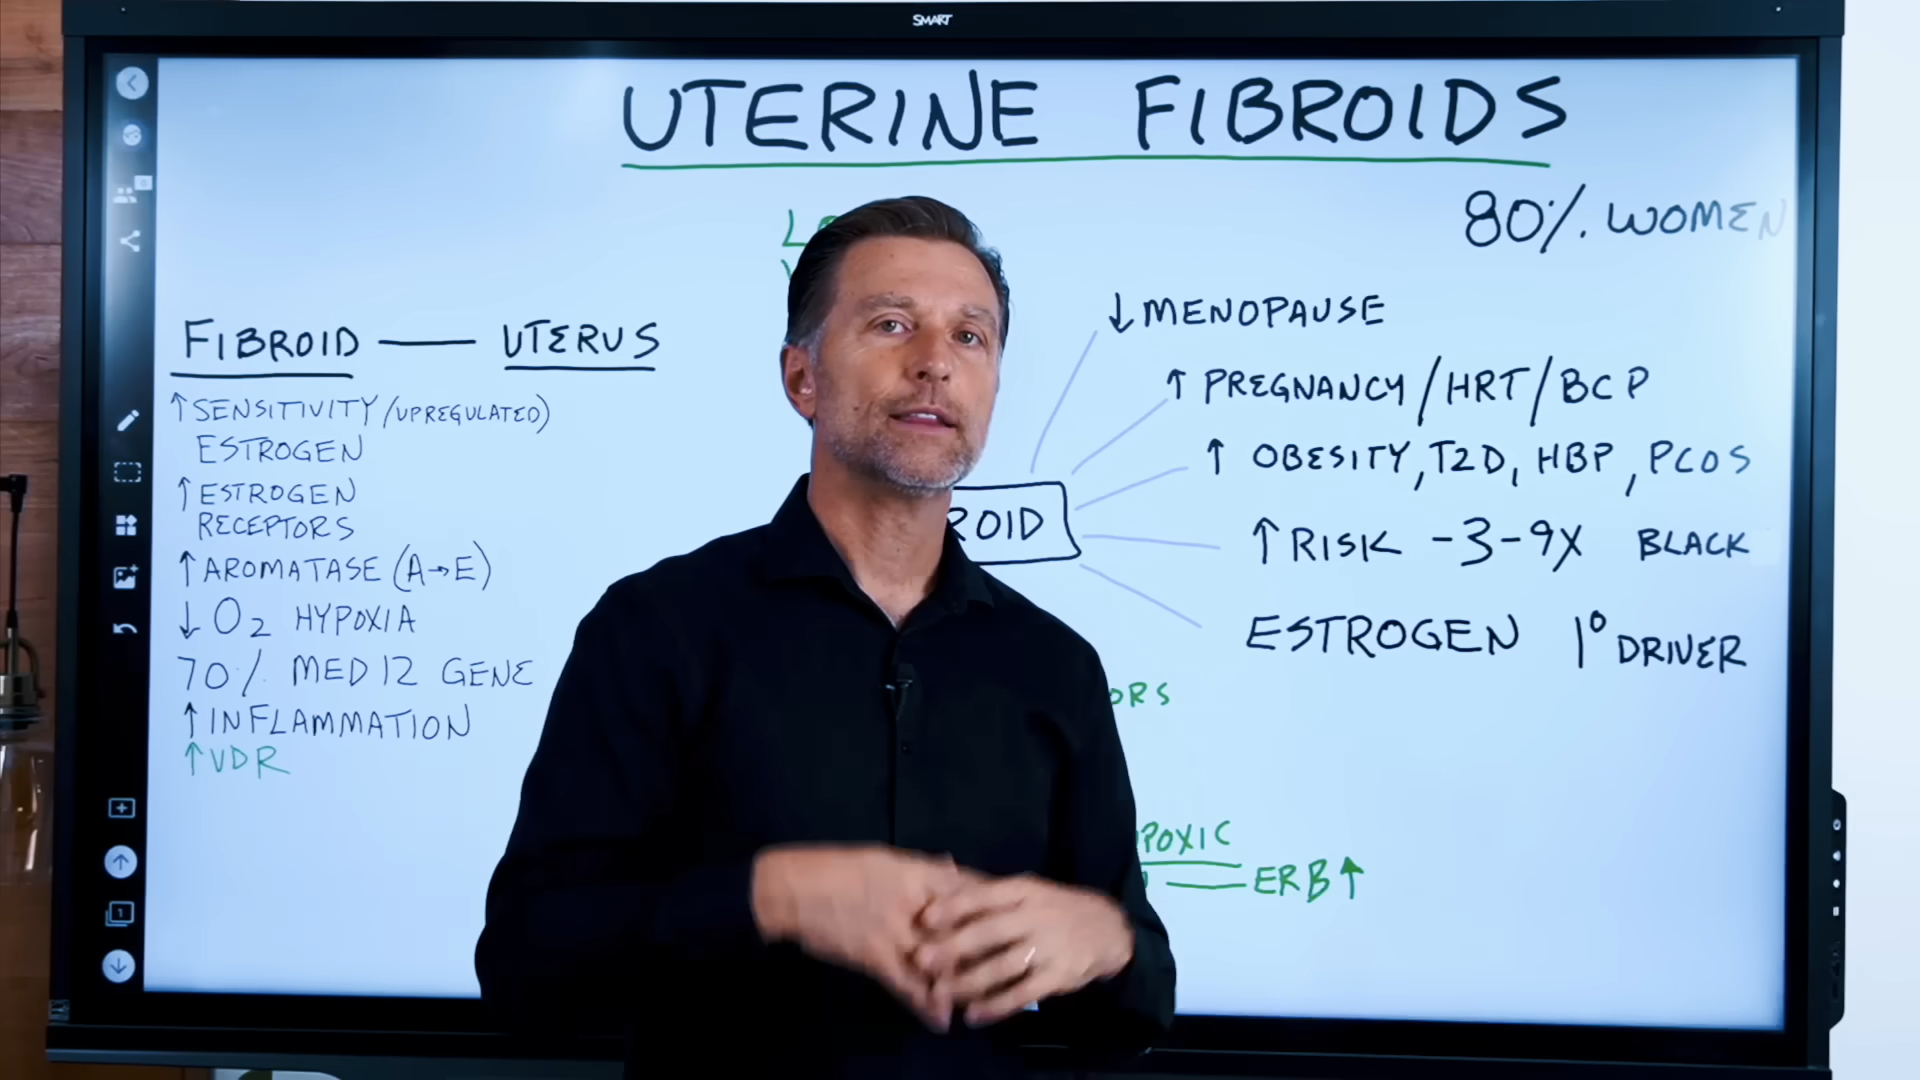 SMART
UTERINE FIBROIDS
80% WOMEN
↓ MENOPAUSE
↑ PREGNANCY/HRT/BCP
↑ OBESITY, T2D, HBP, PCOS
↑ RISK -3-9X BLACK
ESTROGEN 1° DRIVER
FIBROID — UTERUS
↑ SENSITIVITY/(UPREGULATED)
ESTROGEN
↑ ESTROGEN
RECEPTORS
↑ AROMATASE (A→E)
↓ O2 HYPOXIA
70% MED12 GENE
↑ INFLAMMATION
↑ VDR
ERB ↑